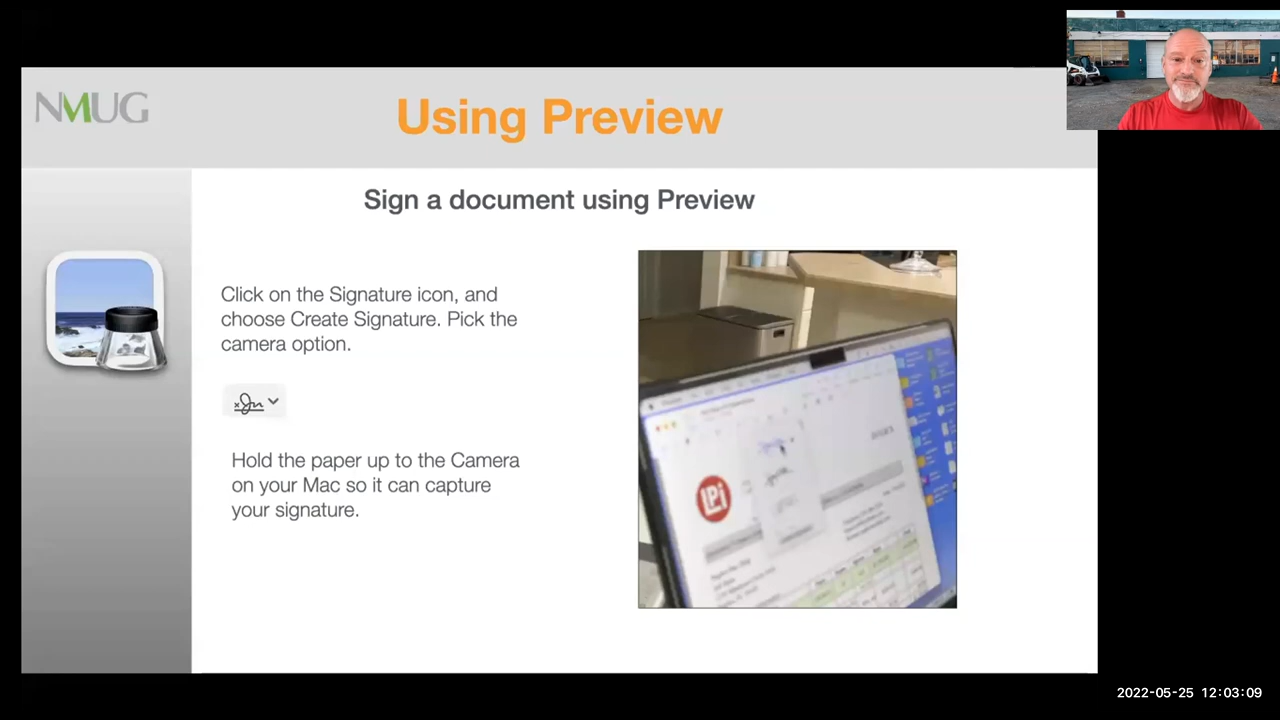 NMUG
Using Preview
Sign a document using Preview
Click on the Signature icon, and
choose Create Signature. Pick the
camera option.
Hold the paper up to the Camera
on your Mac so it can capture
your signature.
LPi
2022-05-25 12:03:09